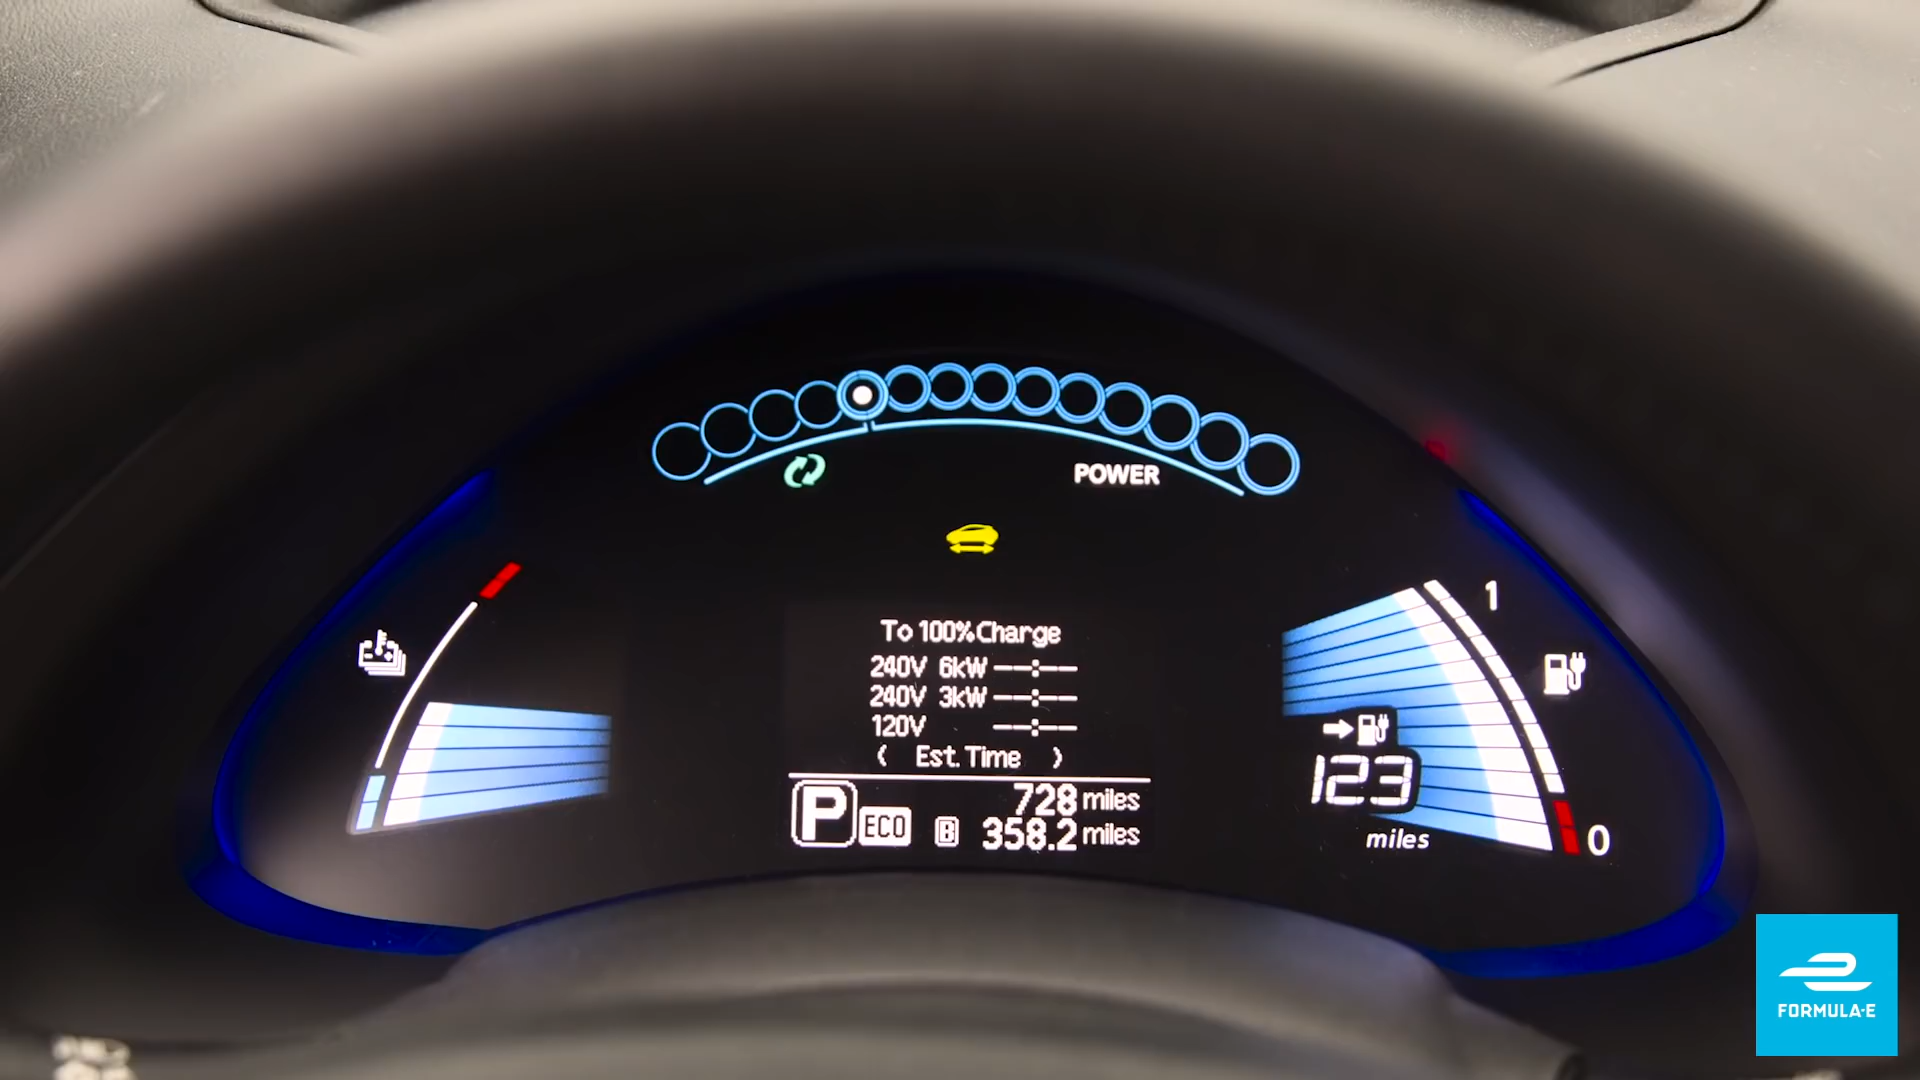 POWER
To 100% Charge
240V 6kW --:--
240V 3kW --:--
120V --:--
( Est. Time )
P ECO 728 miles
B 358.2 miles
1
123
miles
0
FORMULA-E